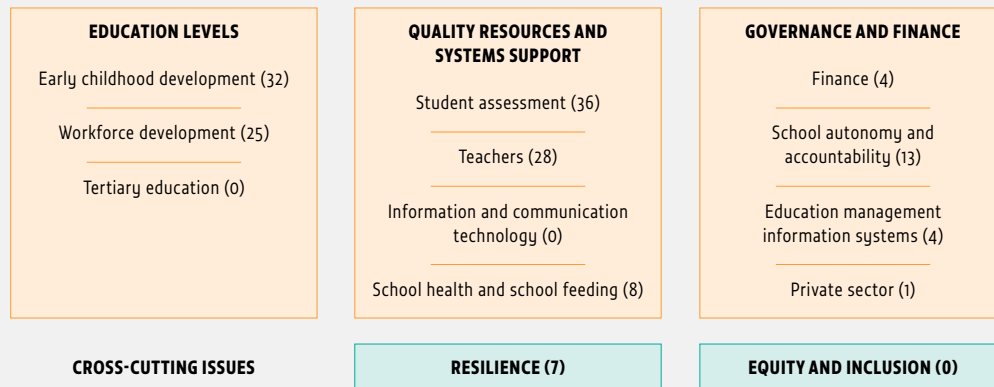 EDUCATION LEVELS
Early childhood development (32)
Workforce development (25)
Tertiary education (0)
QUALITY RESOURCES AND
SYSTEMS SUPPORT
Student assessment (36)
Teachers (28)
Information and communication
technology (0)
School health and school feeding (8)
GOVERNANCE AND FINANCE
Finance (4)
School autonomy and
accountability (13)
Education management
information systems (4)
Private sector (1)
CROSS-CUTTING ISSUES
RESILIENCE (7)
EQUITY AND INCLUSION (0)